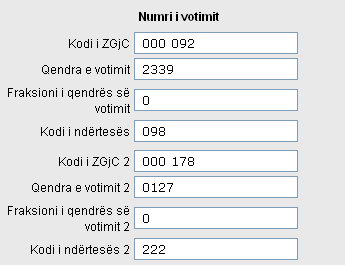 Numri i votimit
Kodi i ZGjC 000 092
Qendra e votimit 2339
Fraksioni i qendrës së
votimit 0
Kodi i ndërtesës 098
Kodi i ZGjC 2 000 178
Qendra e votimit 2 0127
Fraksioni i qendrës së
votimit 2 0
Kodi i ndërtesës 2 222